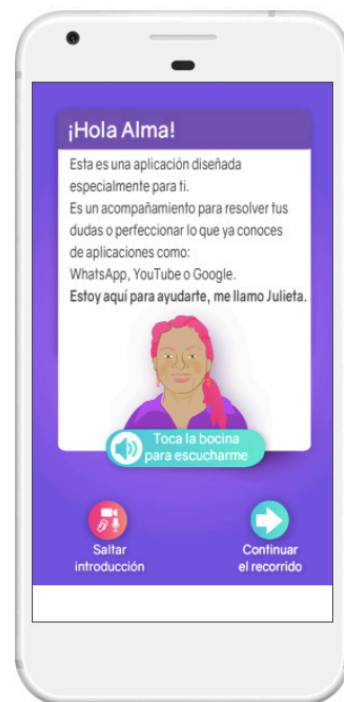 ¡Hola Alma!
Esta es una aplicación diseñada
especialmente para ti.
Es un acompañamiento para resolver tus
dudas o perfeccionar lo que ya conoces
de aplicaciones como:
WhatsApp, YouTube o Google.
Estoy aquí para ayudarte, me llamo Julieta.
Toca la bocina
para escucharme
Saltar
introducción
Continuar
el recorrido